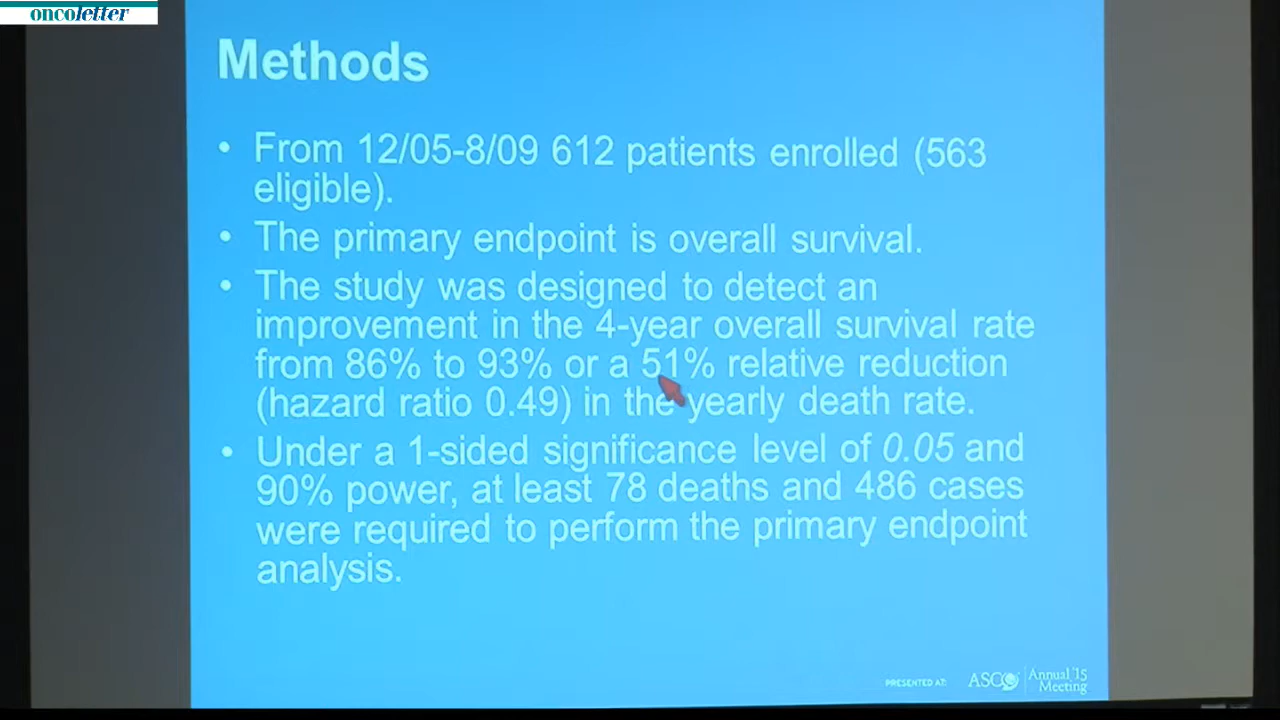 oncoletter
Methods
• From 12/05-8/09 612 patients enrolled (563
eligible).
• The primary endpoint is overall survival.
• The study was designed to detect an
improvement in the 4-year overall survival rate
from 86% to 93% or a 51% relative reduction
(hazard ratio 0.49) in the yearly death rate.
• Under a 1-sided significance level of 0.05 and
90% power, at least 78 deaths and 486 cases
were required to perform the primary endpoint
analysis.
PRESENTED AT: ASCO Annual '15
Meeting